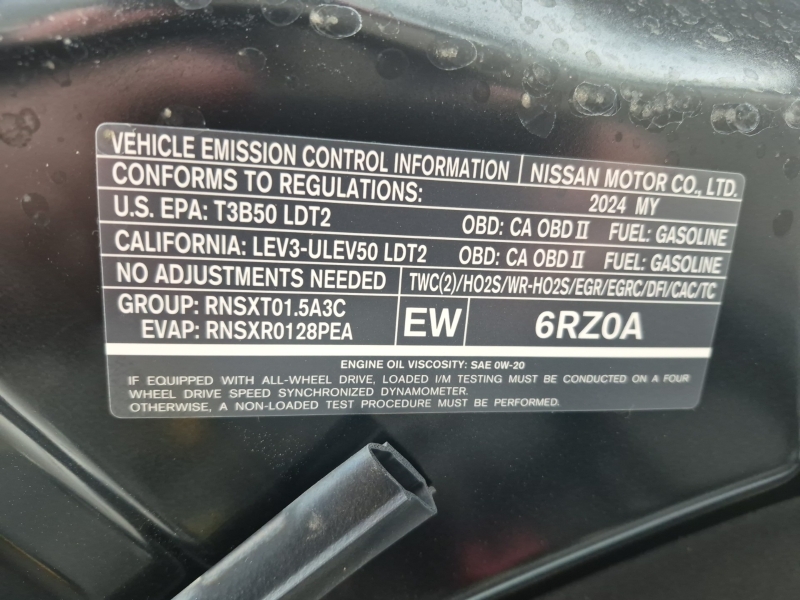 VEHICLE EMISSION CONTROL INFORMATION NISSAN MOTOR CO., LTD.
CONFORMS TO REGULATIONS: 2024 MY
U.S. EPA: T3B50 LDT2 OBD: CA OBD II FUEL: GASOLINE
CALIFORNIA: LEV3-ULEV50 LDT2 OBD: CA OBD II FUEL: GASOLINE
NO ADJUSTMENTS NEEDED TWC(2)/HO2S/WR-HO2S/EGR/EGRC/DFI/CAC/TC
GROUP: RNSXT01.5A3C
EVAP: RNSXR0128PEA
EW
6RZ0A
ENGINE OIL VISCOSITY: SAE 0W-20
IF EQUIPPED WITH ALL-WHEEL DRIVE, LOADED I/M TESTING MUST BE CONDUCTED ON A FOUR
WHEEL DRIVE SPEED SYNCHRONIZED DYNAMOMETER.
OTHERWISE, A NON-LOADED TEST PROCEDURE MUST BE PERFORMED.